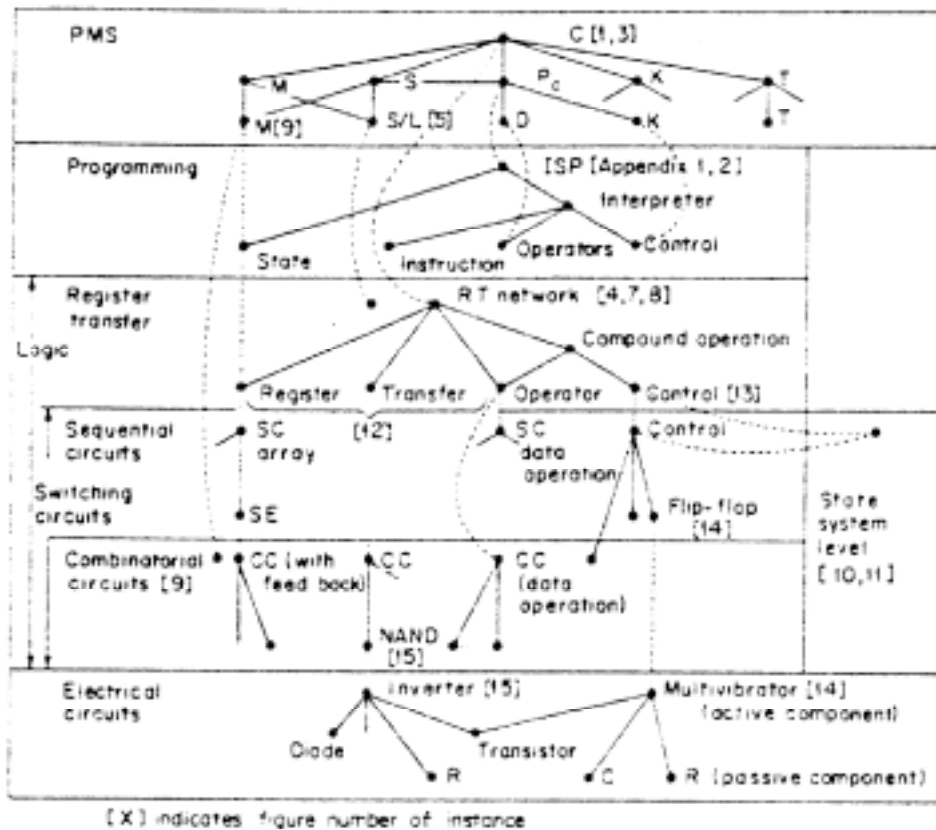 PMS
C [1,3]
M
S
Pc
K
T
M[9]
S/L [5]
D
K
T
Programming
ISP [Appendix 1, 2]
Interpreter
State
Instruction
Operators
Control
Register
transfer
RT network [4,7,8]
Logic
Compound operation
Register
Transfer
Operator
Control [13]
Sequential
circuits
SC
array
[12]
SC
data
operation
Control
Switching
circuits
SE
Flip-flop
[14]
State
system
level
[10,11]
Combinatorial
circuits [9]
CC (with
feed back)
CC
CC
(data
operation)
NAND
[15]
Electrical
circuits
Inverter [15]
Multivibrator [14]
(active component)
Diode
Transistor
R
C
R (passive component)
[X] indicates figure number of instance